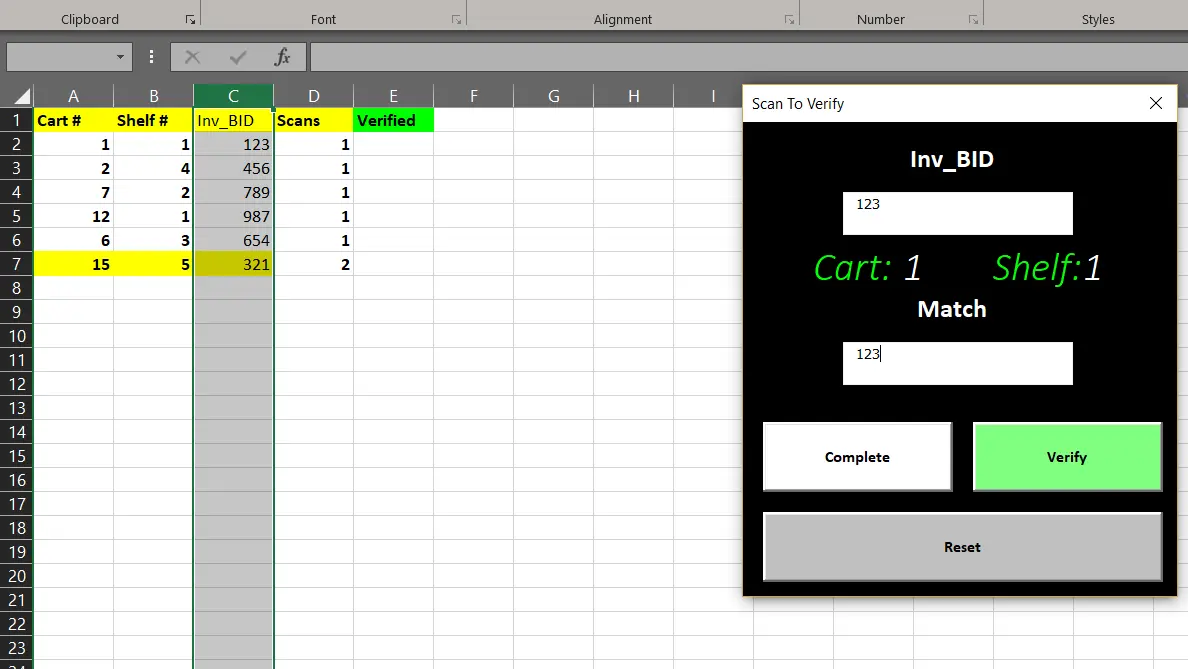 Clipboard Font Alignment Number Styles
fx
A B C D E F G H I
1 Cart # Shelf # Inv_BID Scans Verified
2 1 1 123 1
3 2 4 456 1
4 7 2 789 1
5 12 1 987 1
6 6 3 654 1
7 15 5 321 2
8
9
10
11
12
13
14
15
16
17
18
19
20
21
22
23
24
Scan To Verify
Inv_BID
123
Cart: 1 Shelf:1
Match
123
Complete Verify
Reset